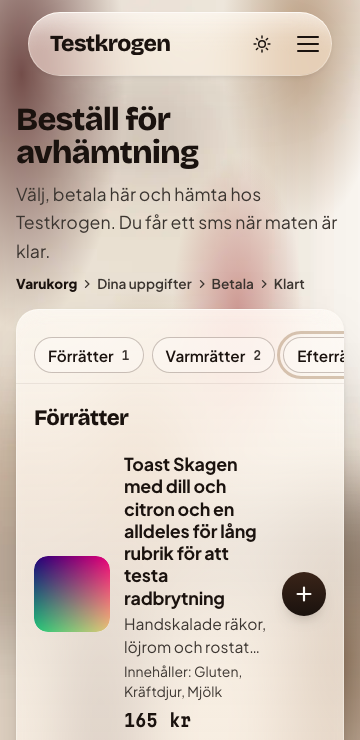 Testkrogen
Beställ för
avhämtning
Välj, betala här och hämta hos
Testkrogen. Du får ett sms när maten är
klar.
Varukorg > Dina uppgifter > Betala > Klart
Förrätter 1
Varmrätter 2
Efterrä
Förrätter
Toast Skagen
med dill och
citron och en
alldeles för lång
rubrik för att
testa
radbrytning
Handskalade räkor,
löjrom och rostat…
Innehåller: Gluten,
Kräftdjur, Mjölk
165 kr